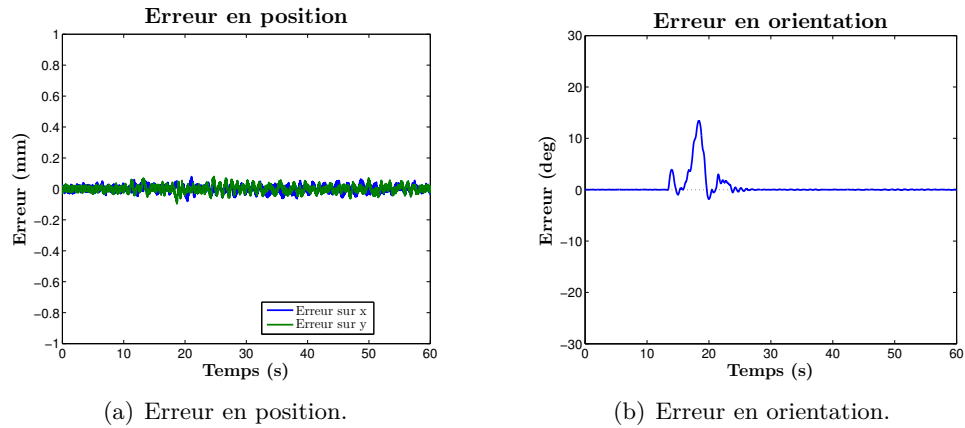 Erreur en position
Erreur (mm)
1
0.8
0.6
0.4
0.2
0
−0.2
−0.4
−0.6
−0.8
−1
Erreur sur x
Erreur sur y
0 10 20 30 40 50 60
Temps (s)
(a) Erreur en position.
Erreur en orientation
Erreur (deg)
30
20
10
0
−10
−20
−30
0 10 20 30 40 50 60
Temps (s)
(b) Erreur en orientation.